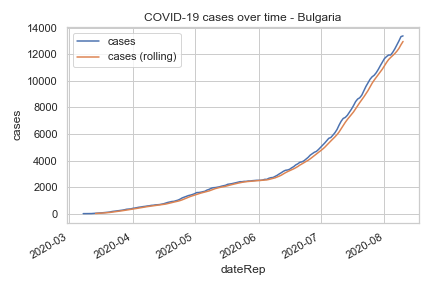 COVID-19 cases over time - Bulgaria
cases
cases (rolling)
14000
12000
10000
8000
6000
4000
2000
0
cases
2020-03
2020-04
2020-05
2020-06
2020-07
2020-08
dateRep